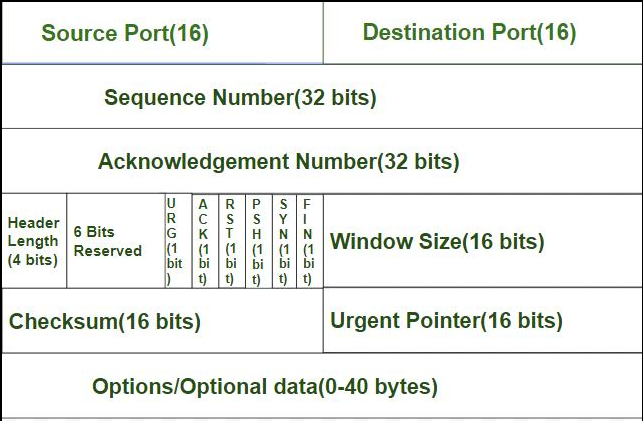 Source Port(16)
Destination Port(16)
Sequence Number(32 bits)
Acknowledgement Number(32 bits)
Header
Length
(4 bits)
6 Bits
Reserved
U
R
G
(1
bit
)
A
C
K
(1
bi
t)
R
S
T
(1
bi
t)
P
S
H
(1
bi
t)
S
Y
N
(1
bi
t)
F
I
N
(1
bi
t)
Window Size(16 bits)
Checksum(16 bits)
Urgent Pointer(16 bits)
Options/Optional data(0-40 bytes)